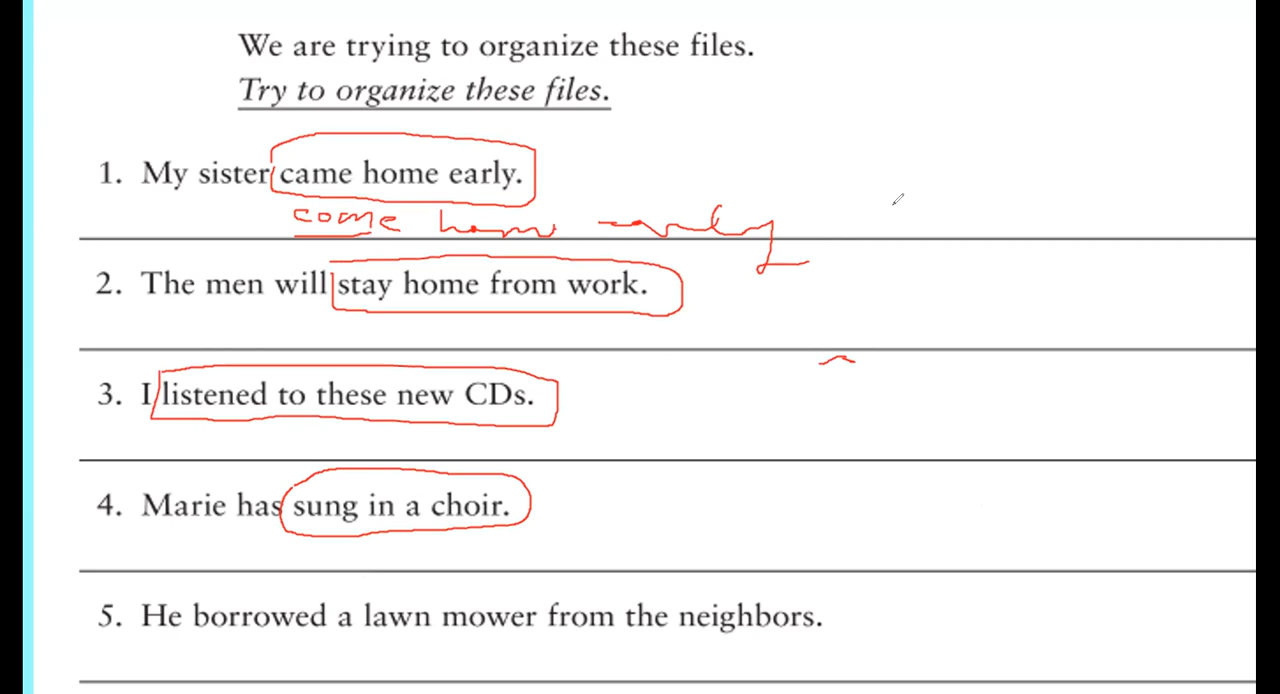 We are trying to organize these files.
Try to organize these files.
1. My sister came home early.
come home early
2. The men will stay home from work.
3. I listened to these new CDs.
4. Marie has sung in a choir.
5. He borrowed a lawn mower from the neighbors.